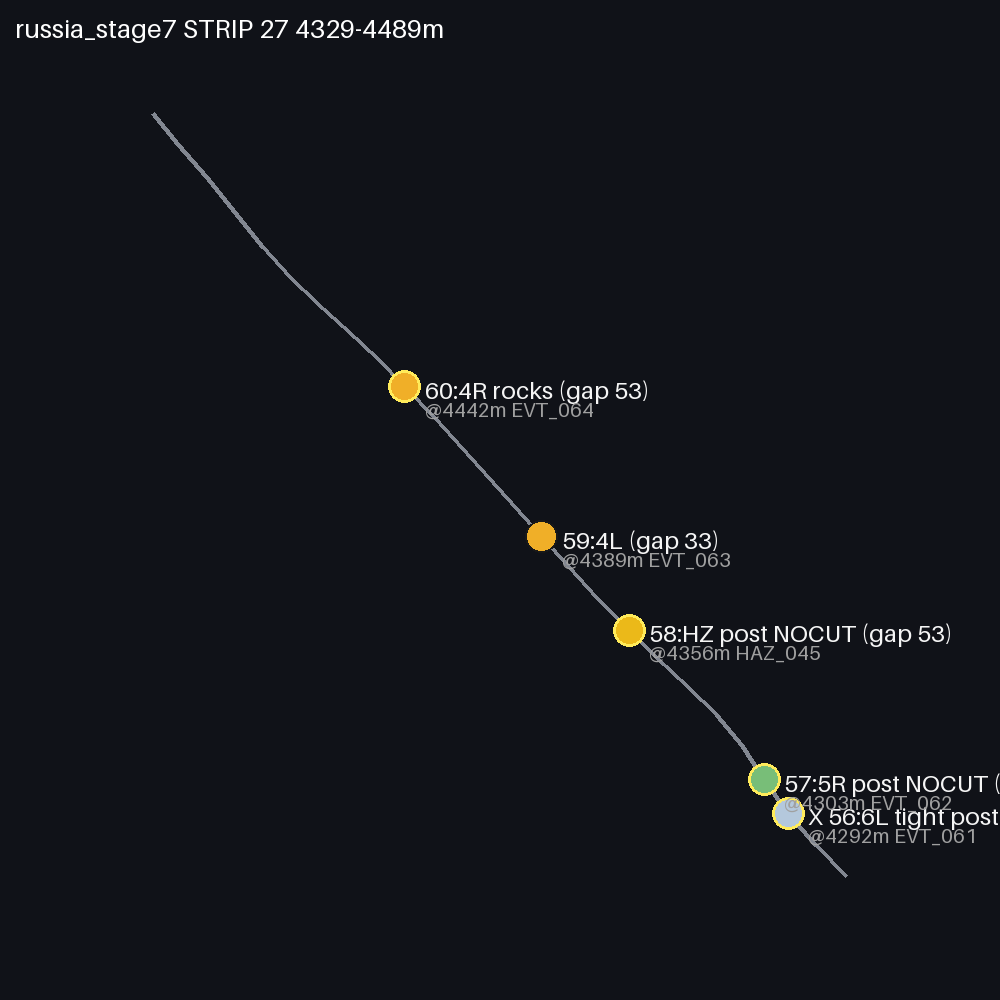 russia_stage7 STRIP 27 4329-4489m
60:4R rocks (gap 53)
@4442m EVT_064
59:4L (gap 33)
@4389m EVT_063
58:HZ post NOCUT (gap 53)
@4356m HAZ_045
57:5R post NOCUT (
@4303m EVT_062
X 56:6L tight post
@4292m EVT_061